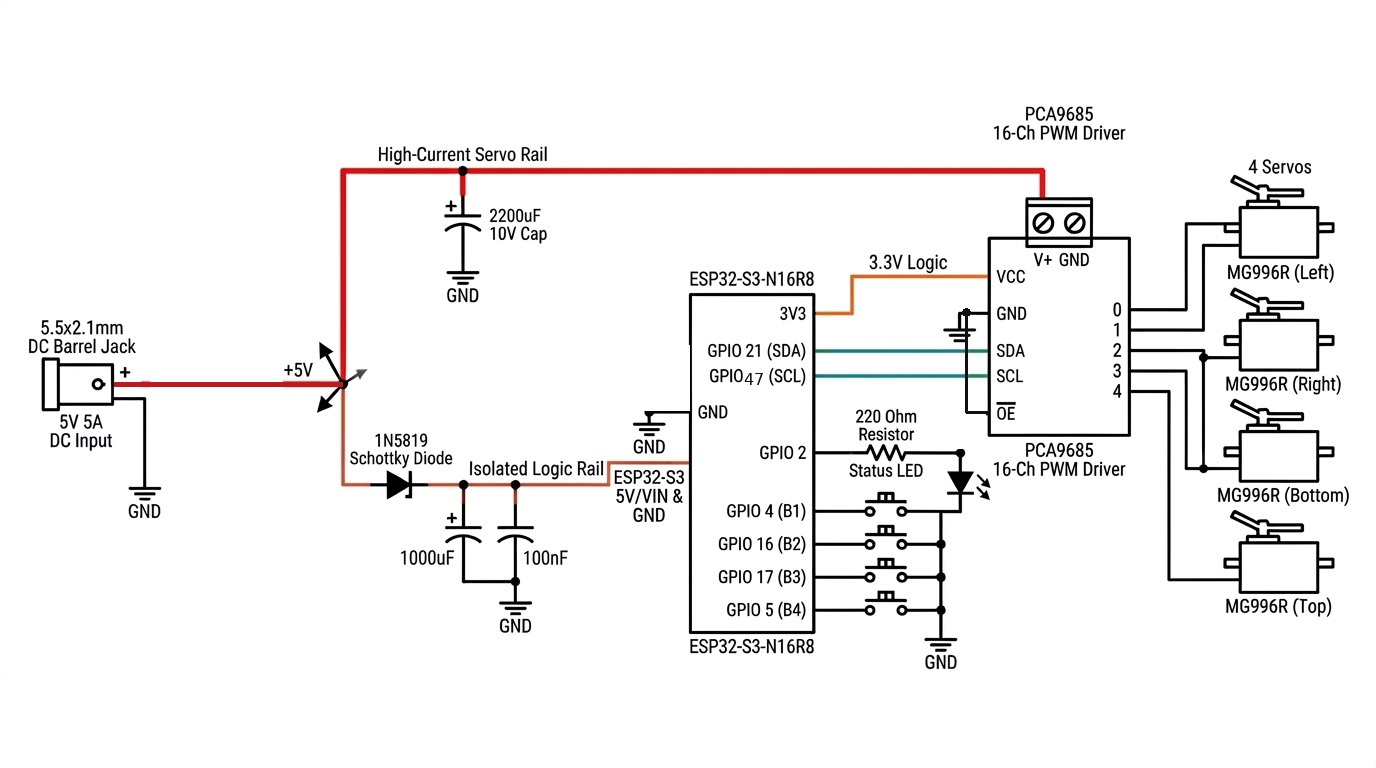 PCA9685
16-Ch PWM Driver
High-Current Servo Rail
4 Servos
+
2200uF
10V Cap
GND
MG996R (Left)
V+ GND
3.3V Logic
ESP32-S3-N16R8
VCC
3V3
GND
0
1
5.5x2.1mm
DC Barrel Jack
+
+5V
GPIO 21 (SDA)
SDA
2
GPIO47 (SCL)
SCL
3
4
MG996R (Right)
5V 5A
DC Input
GND
GND
GND
OE
220 Ohm
Resistor
Status LED
GPIO 2
1N5819
Schottky Diode
Isolated Logic Rail
PCA9685
16-Ch PWM Driver
ESP32-S3
5V/VIN &
GND
MG996R (Bottom)
GND
+
1000uF
100nF
GND
GPIO 4 (B1)
GPIO 16 (B2)
GPIO 17 (B3)
GPIO 5 (B4)
MG996R (Top)
ESP32-S3-N16R8
GND